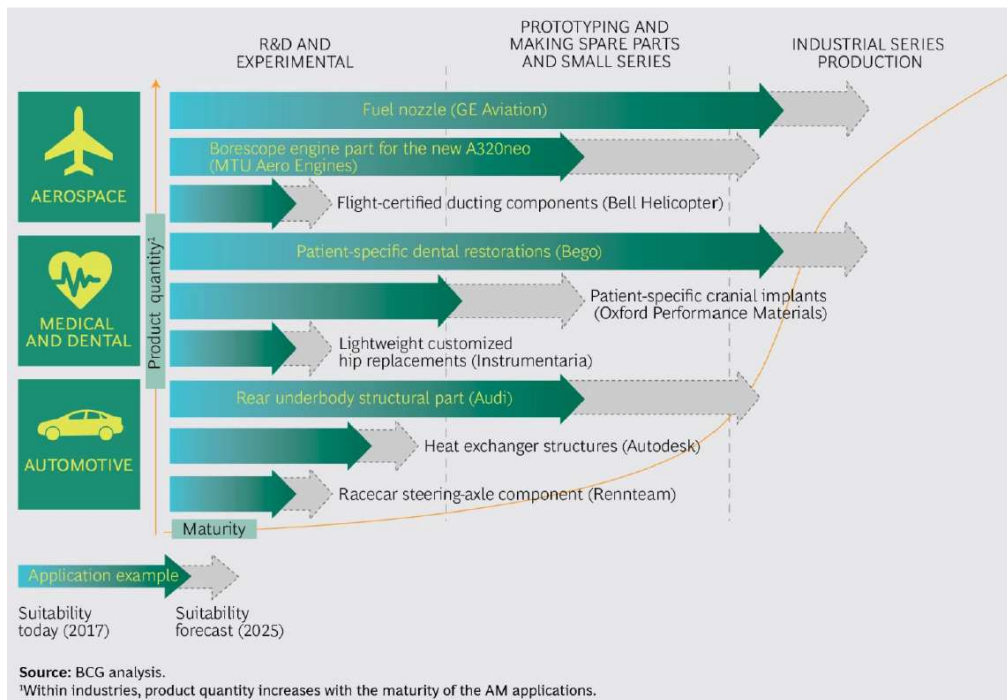 R&D AND
EXPERIMENTAL
PROTOTYPING AND
MAKING SPARE PARTS
AND SMALL SERIES
INDUSTRIAL SERIES
PRODUCTION
AEROSPACE
Fuel nozzle (GE Aviation)
Borescope engine part for the new A320neo
(MTU Aero Engines)
Flight-certified ducting components (Bell Helicopter)
Product quantity¹
MEDICAL
AND DENTAL
Patient-specific dental restorations (Bego)
Patient-specific cranial implants
(Oxford Performance Materials)
Lightweight customized
hip replacements (Instrumentaria)
AUTOMOTIVE
Rear underbody structural part (Audi)
Heat exchanger structures (Autodesk)
Racecar steering-axle component (Rennteam)
Maturity
Application example
Suitability
today (2017)
Suitability
forecast (2025)
Source: BCG analysis.
¹Within industries, product quantity increases with the maturity of the AM applications.